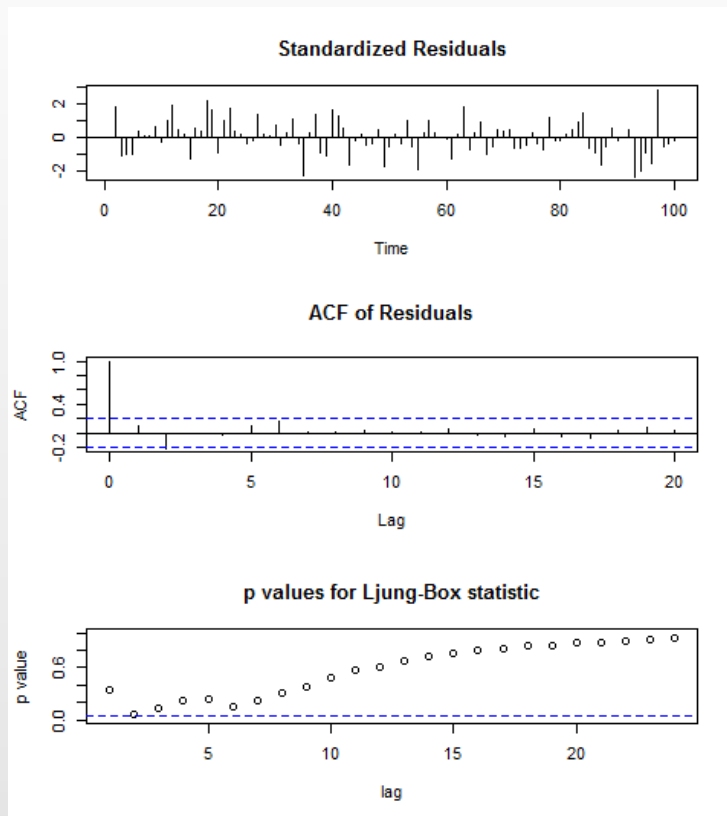 Standardized Residuals
2
0
-2
0 20 40 60 80 100
Time
ACF of Residuals
ACF
1.0
0.4
-0.2
0 5 10 15 20
Lag
p values for Ljung-Box statistic
p value
0.6
0.0
5 10 15 20
lag